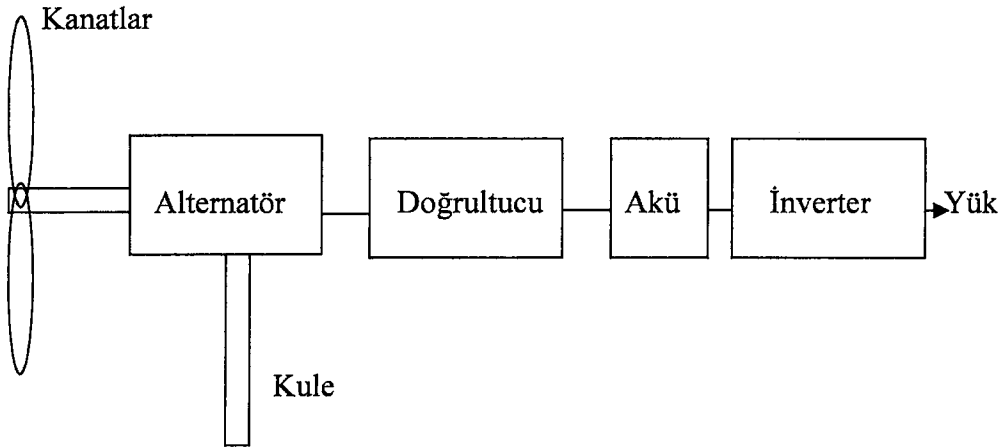 Kanatlar
Alternatör
Doğrultucu
Akü
İnverter
Yük
Kule